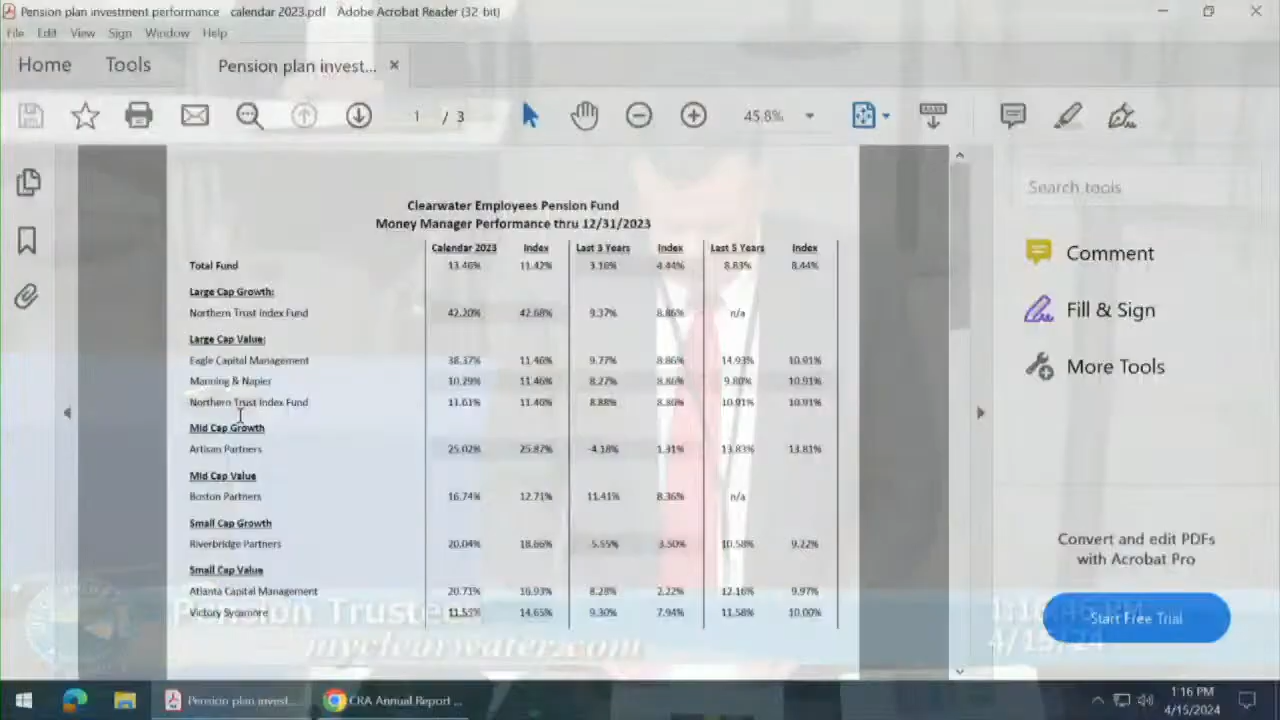 Pension plan investment performance calendar 2023.pdf Adobe Acrobat Reader (32-bit)
File Edit View Sign Window Help
Home Tools Pension plan invest... ×
1 / 3 45.8%
Search tools
Comment
Fill & Sign
More Tools
Convert and edit PDFs
with Acrobat Pro
Start Free Trial
Clearwater Employees Pension Fund
Money Manager Performance thru 12/31/2023
Calendar 2023 Index Last 3 Years Index Last 5 Years Index
Total Fund 13.46% 11.42% 3.16% 4.44% 8.83% 8.44%
Large Cap Growth:
Northern Trust Index Fund 42.20% 42.68% 9.37% 8.86% n/a
Large Cap Value:
Eagle Capital Management 38.37% 11.46% 9.77% 8.86% 14.93% 10.91%
Manning & Napier 10.29% 11.46% 8.27% 8.86% 9.80% 10.91%
Northern Trust Index Fund 11.46% 8.88% 8.86% 10.91% 10.91%
Mid Cap Growth
Artisan Partners 25.02% 25.87% -4.18% 1.31% 13.83% 13.81%
Mid Cap Value
Boston Partners 16.74% 12.71% 11.41% 8.36% n/a
Small Cap Growth
Riverbridge Partners 20.04% 18.66% 10.58% 9.22%
Small Cap Value
Atlanta Capital Management 20.73% 16.93% 8.28% 2.22% 12.16% 9.97%
Victory Sycamore 14.65% 9.30% 7.94% 11.58% 10.00%
Pension Trustee
myclearwater.com
4/15/24
Pension plan invest... CRA Annual Report ...
1:16 PM
4/15/2024